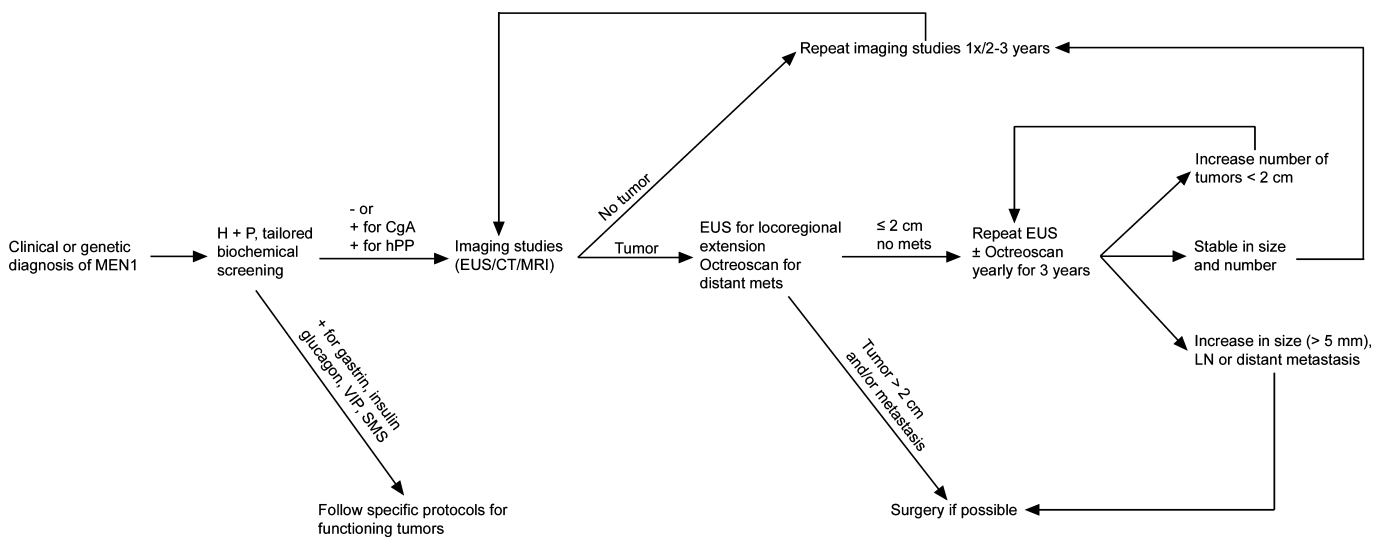 Repeat imaging studies 1x/2-3 years
Increase number of
tumors < 2 cm
No tumor
- or
+ for CgA
+ for hPP
Clinical or genetic
diagnosis of MEN1
H + P, tailored
biochemical
screening
Imaging studies
(EUS/CT/MRI)
Tumor
EUS for locoregional
extension
Octreoscan for
distant mets
≤ 2 cm
no mets
Repeat EUS
± Octreoscan
yearly for 3 years
Stable in size
and number
Increase in size (> 5 mm),
LN or distant metastasis
+ for gastrin, insulin
glucagon, VIP, SMS
Tumor > 2 cm
and/or metastasis
Follow specific protocols for
functioning tumors
Surgery if possible